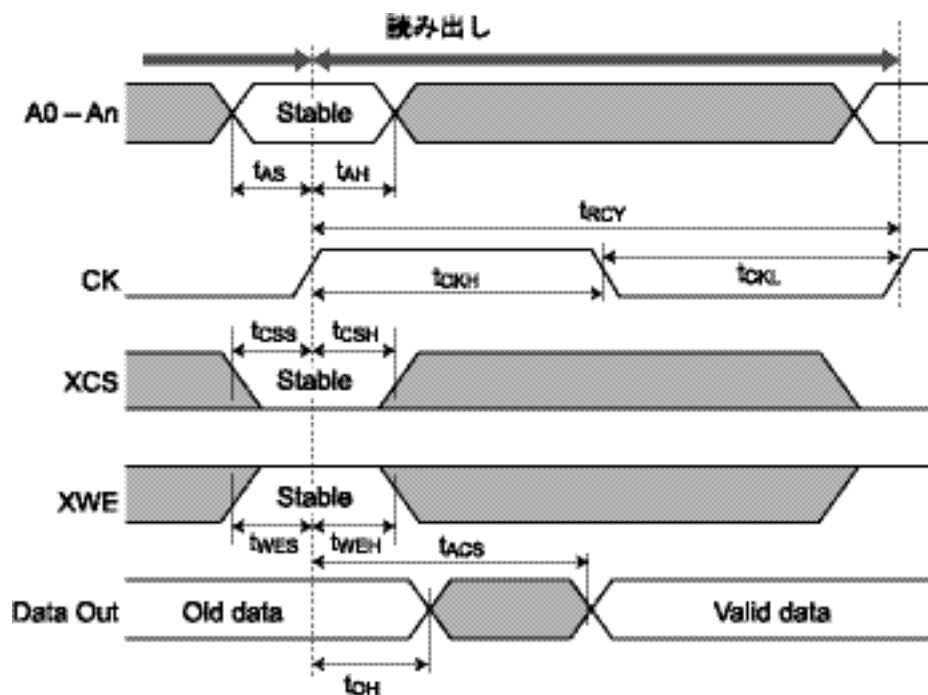 読み出し
A0 – An
Stable
tAS
tAH
tRCY
CK
tCKH
tCKL
tCSS
tCSH
XCS
Stable
XWE
Stable
tWES
tWEH
tACS
Data Out
Old data
Valid data
tOH